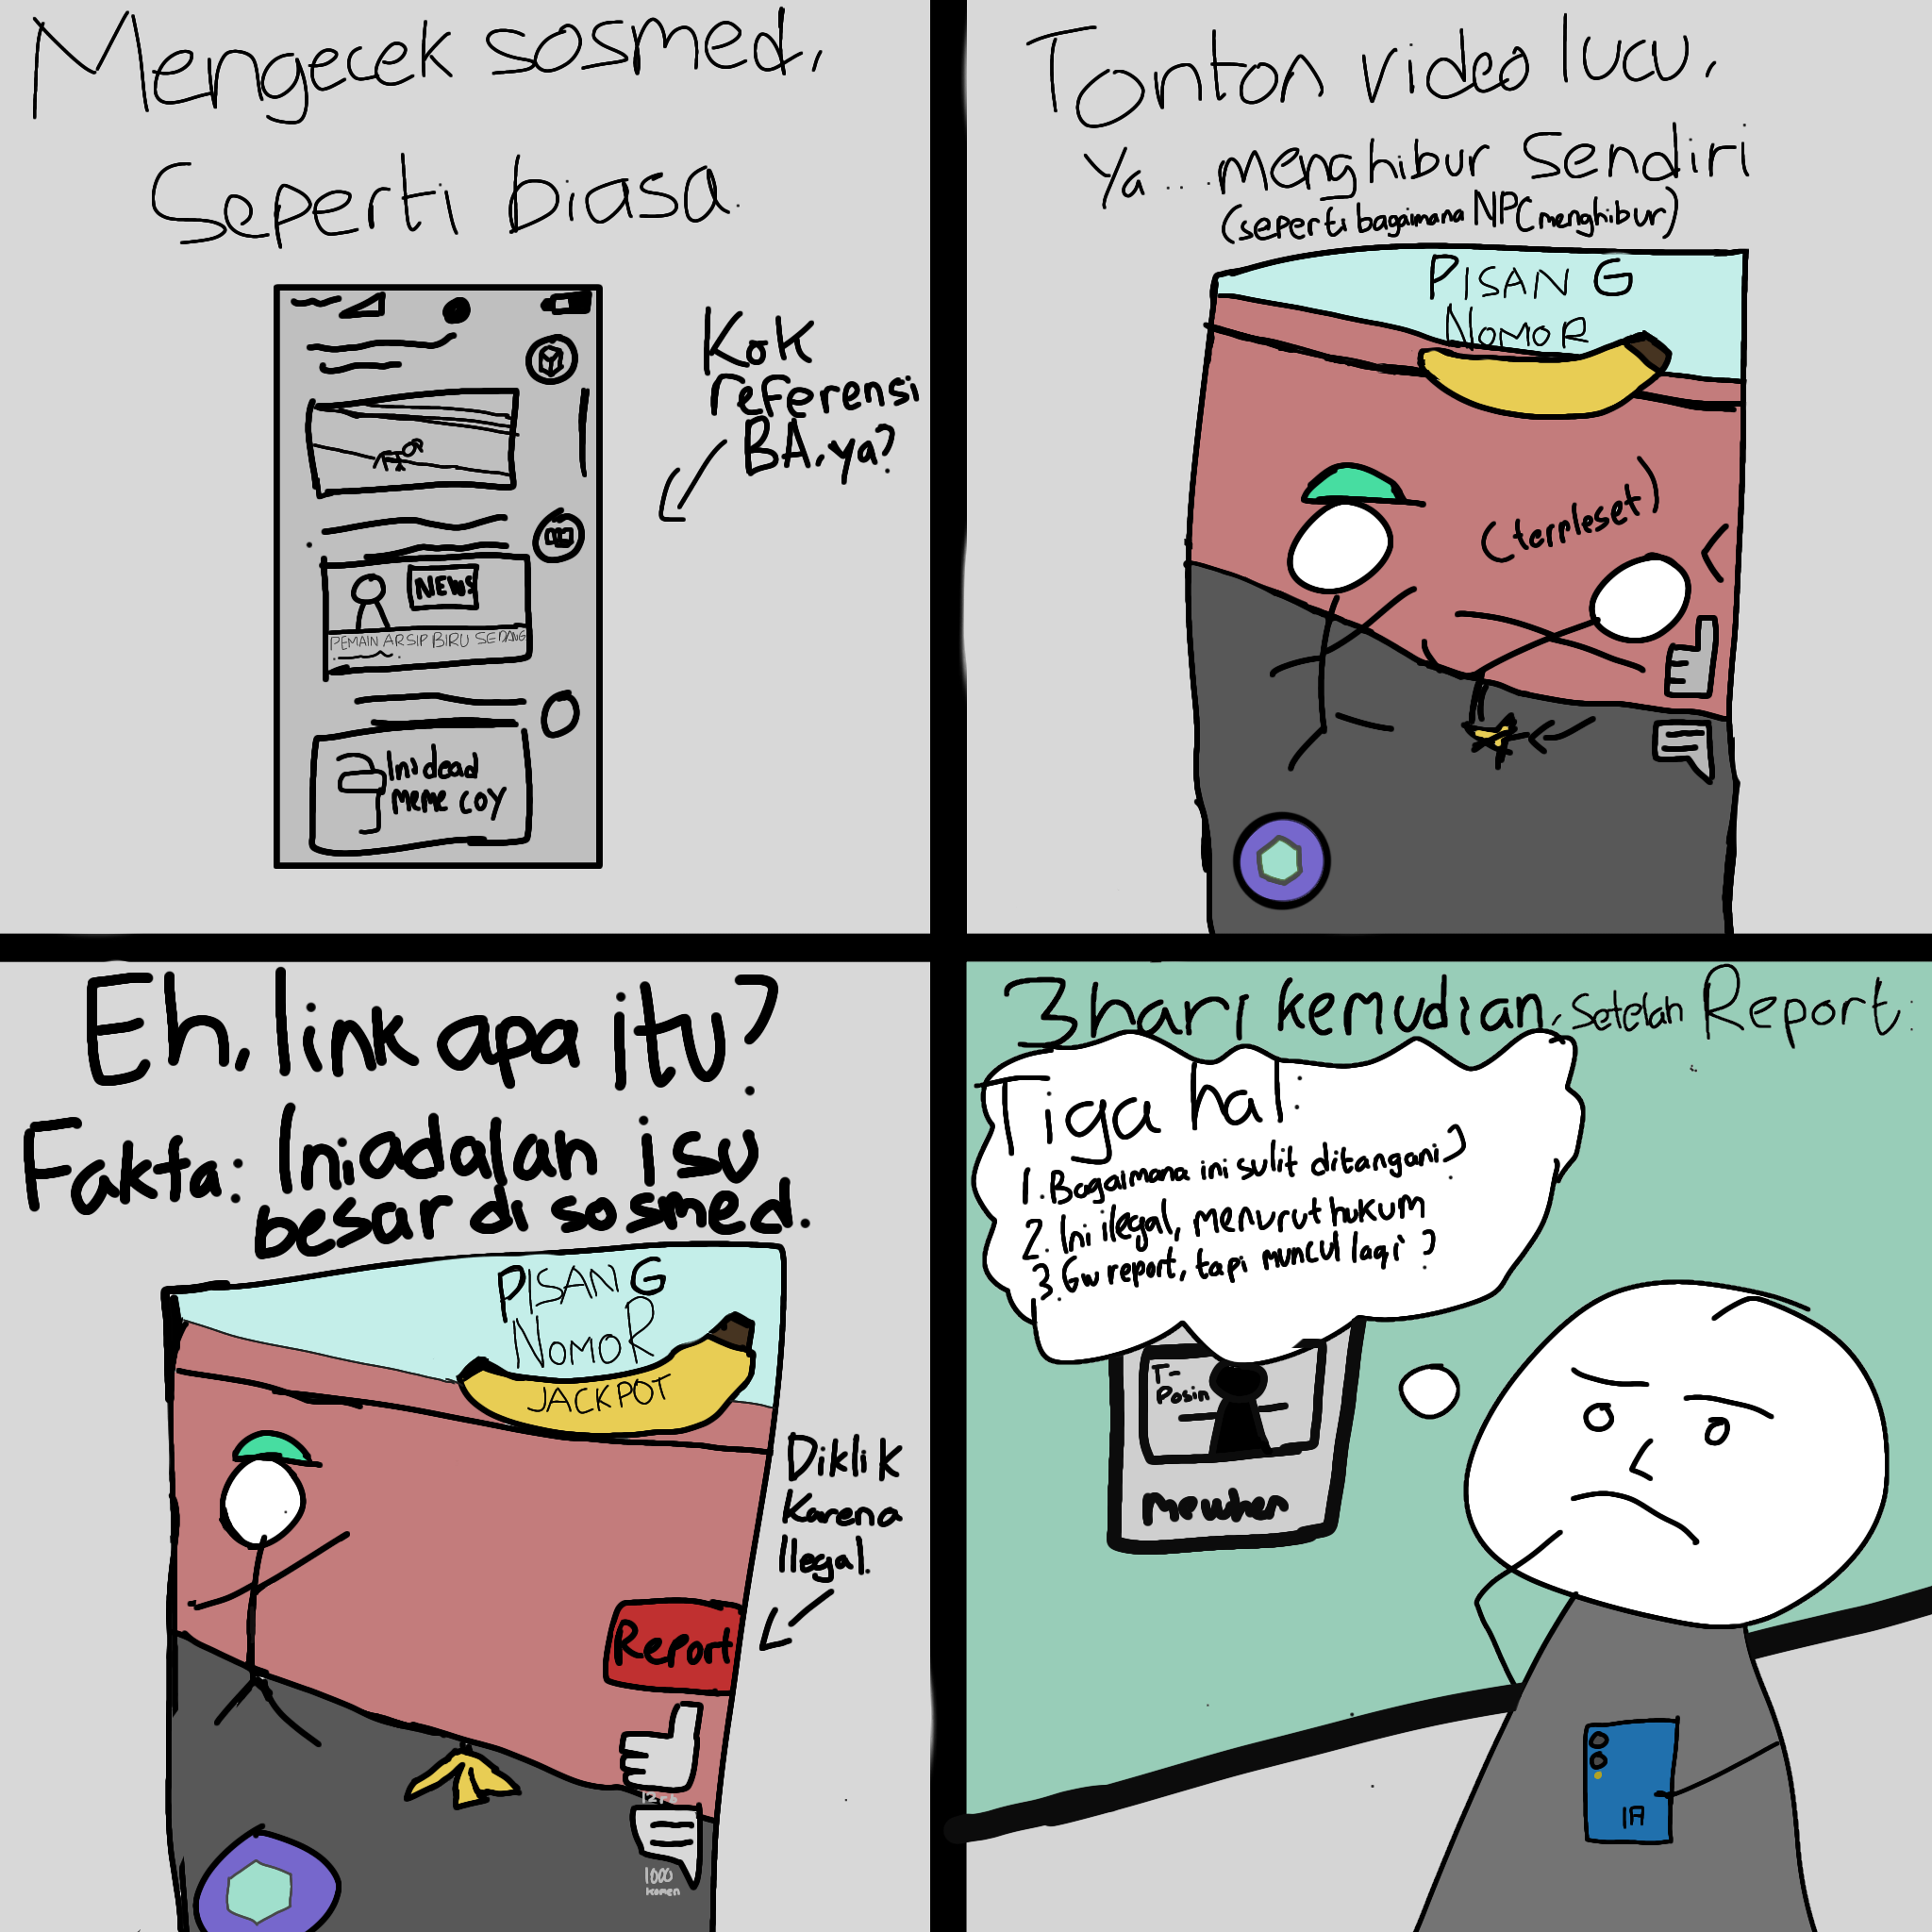 Mengecek sosmed,
Seperti biasa.
Kok
referensi
BA, ya?
NEWS
PEMAIN ARSIP BIRU SEDANG
Ini dead
meme coy
Tonton video lucu,
Ya....menghibur sendiri
(seperti bagaimana NPC menghibur)
PISANG
NOMOR
(terpleset)
Eh, link apa itu?
Fakta: Ini adalah isu
besar di sosmed.
PISANG
NOMOR
JACKPOT
Diklik
karena
Ilegal.
Report
12rb
1000
komen
3 hari kemudian, setelah Report:
Tiga hal:
1. Bagaimana ini sulit ditangani?
2. Ini ilegal, menurut hukum
3. Gw report, tapi muncul lagi?
T-
Posin
mewhen
IA